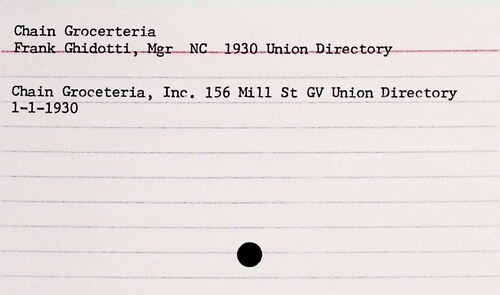 Chain Grocerteria
Frank Ghidotti, Mgr NC 1930 Union Directory
Chain Groceteria, Inc. 156 Mill St GV Union Directory
1-1-1930